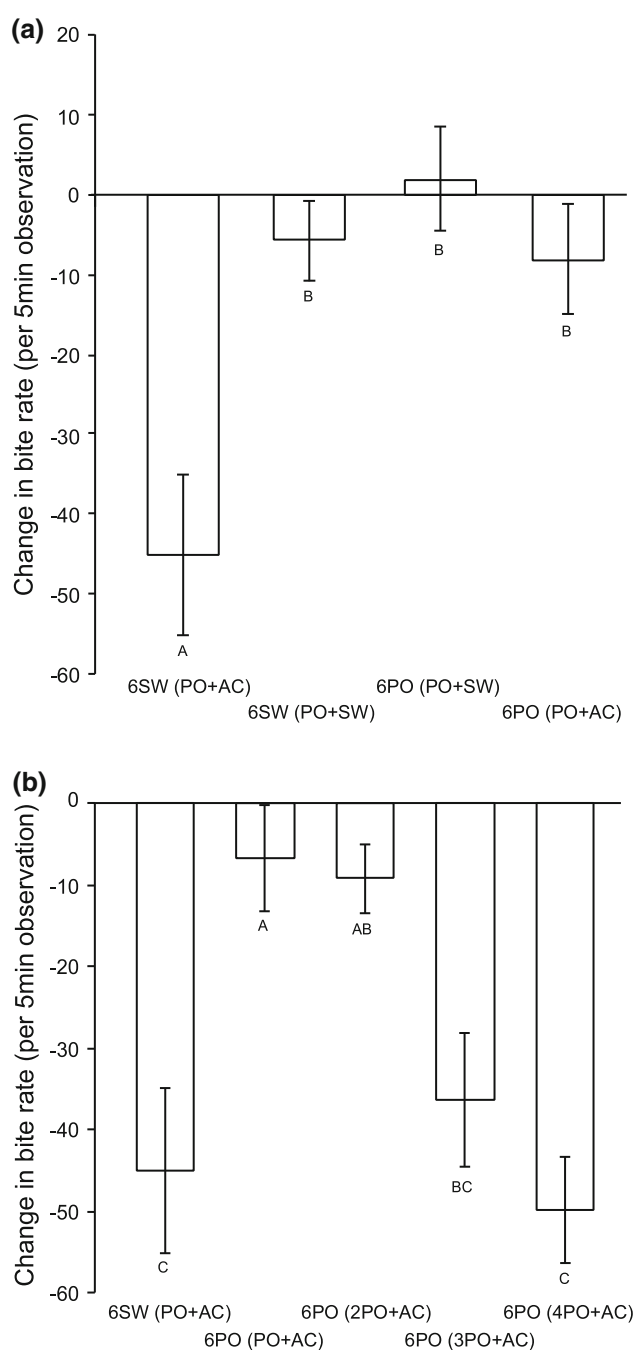 (a)
Change in bite rate (per 5min observation)
20
10
0
-10
-20
-30
-40
-50
-60
A
B
B
B
6SW (PO+AC)
6SW (PO+SW)
6PO (PO+SW)
6PO (PO+AC)
(b)
Change in bite rate (per 5min observation)
0
-10
-20
-30
-40
-50
-60
C
A
AB
BC
C
6SW (PO+AC)
6PO (PO+AC)
6PO (2PO+AC)
6PO (3PO+AC)
6PO (4PO+AC)